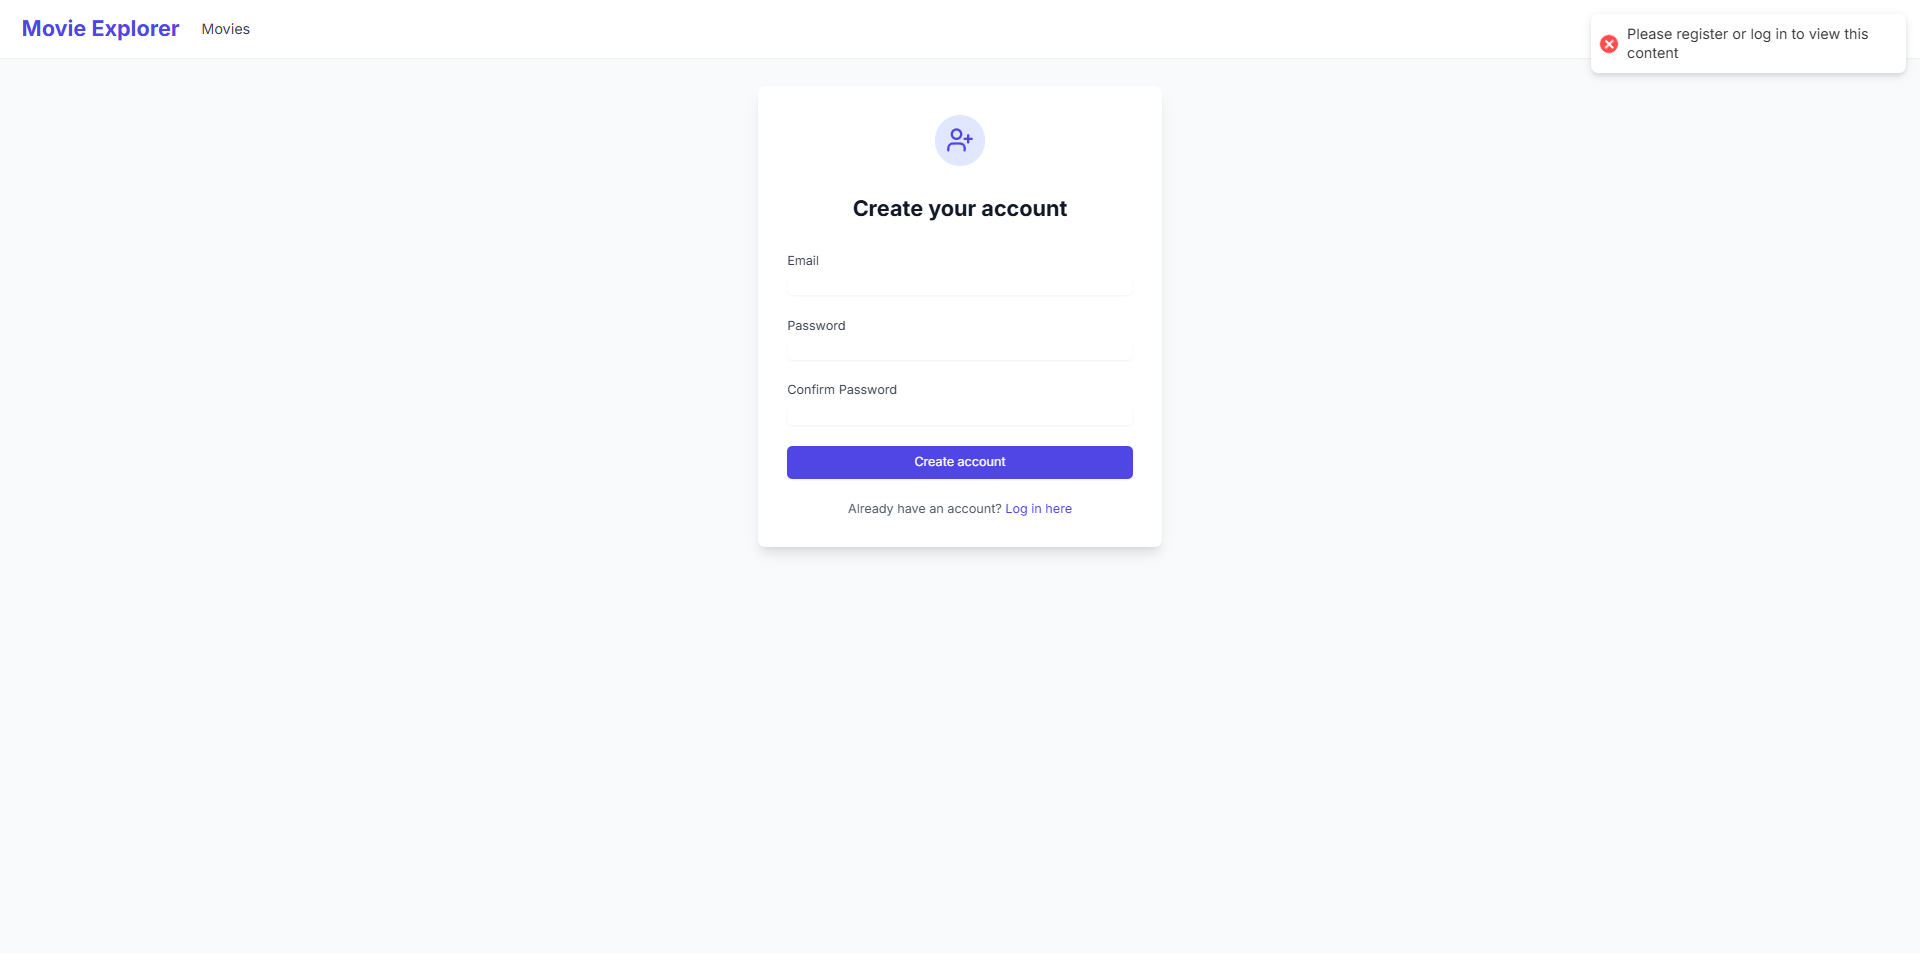 Movie Explorer
Movies
Please register or log in to view this
content
Create your account
Email
Password
Confirm Password
Create account
Already have an account? Log in here